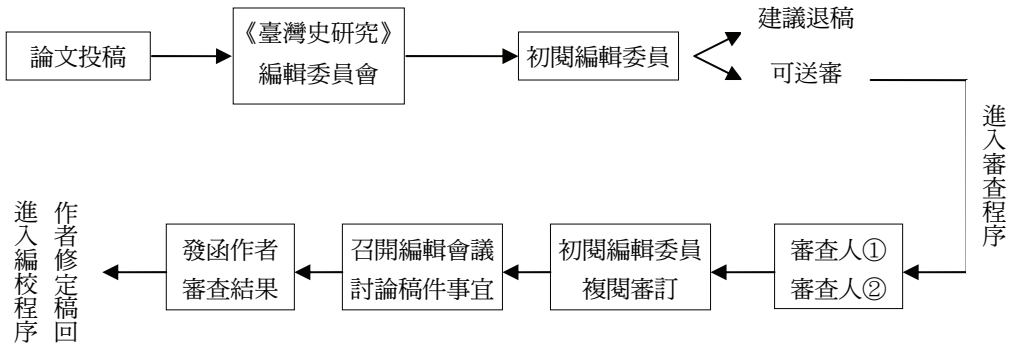 論文投稿
《臺灣史研究》
編輯委員會
初閱編輯委員
建議退稿
可送審
進入審查程序
審查人①
審查人②
初閱編輯委員
複閱審訂
召開編輯會議
討論稿件事宜
發函作者
審查結果
作者修定稿回
進入編校程序